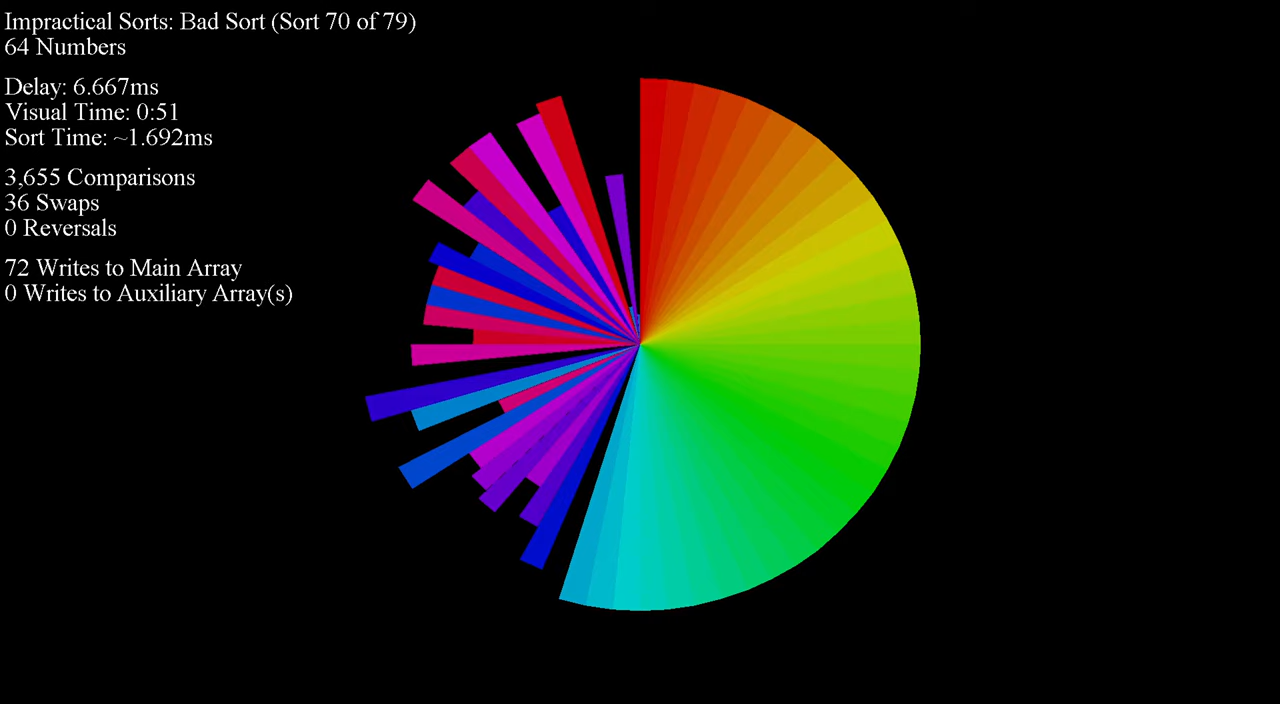 Impractical Sorts: Bad Sort (Sort 70 of 79)
64 Numbers
Delay: 6.667ms
Visual Time: 0:51
Sort Time: ~1.692ms
3,655 Comparisons
36 Swaps
0 Reversals
72 Writes to Main Array
0 Writes to Auxiliary Array(s)